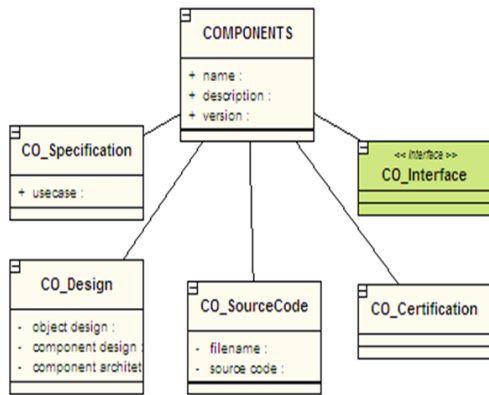 COMPONENTS
+ name :
+ description :
+ version :
CO_Specification
+ usecase :
<< Interface >>
CO_Interface
CO_Design
- object design :
- component design :
- component architet
CO_SourceCode
- filename :
- source code :
CO_Certification